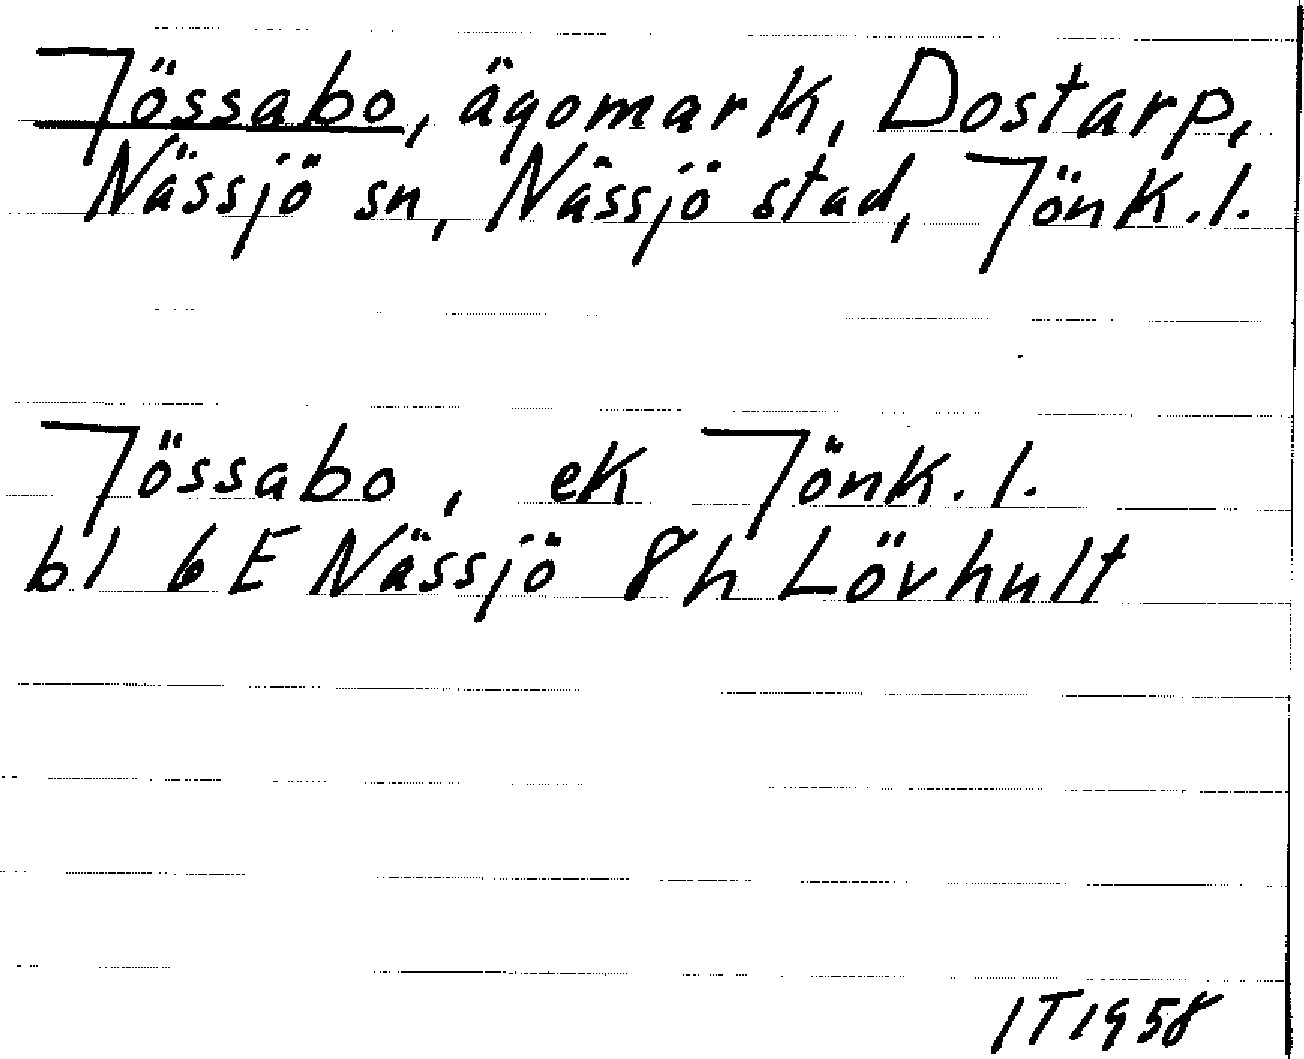 Jössabo, ägomark, Dostarp,
Nässjö sn, Nässjö stad, Jönk.l.
Jössabo, ek Jönk.l.
bl 6E Nässjö 8h Lövhult
IT1958